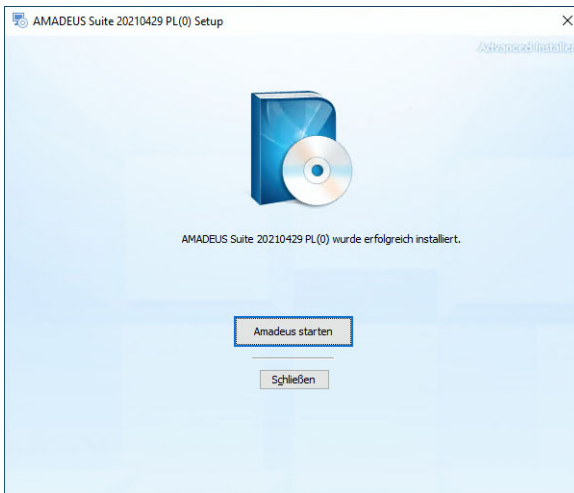 AMADEUS Suite 20210429 PL(0) Setup
Advanced Installer
AMADEUS Suite 20210429 PL(0) wurde erfolgreich installiert.
Amadeus starten
Schließen